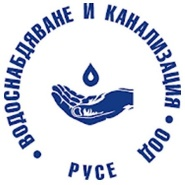 • ВОДОСНАБДЯВАНЕ И КАНАЛИЗАЦИЯ •
ООД
РУСЕ